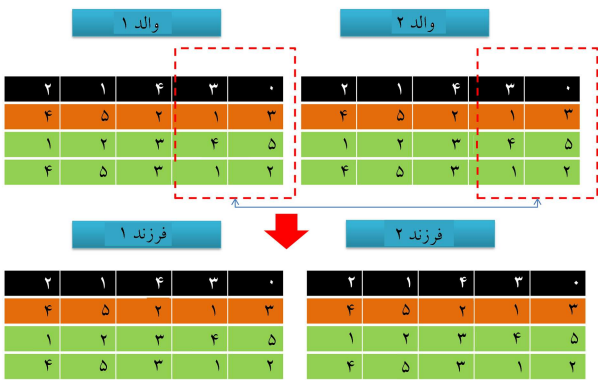 والد ۱
والد ۲
۲ ۱ ۴ ۳ ۰
۴ ۵ ۲ ۱ ۳
۱ ۲ ۳ ۴ ۵
۴ ۵ ۳ ۱ ۲
۲ ۱ ۴ ۳ ۰
۴ ۵ ۲ ۱ ۳
۱ ۲ ۳ ۴ ۵
۴ ۵ ۳ ۱ ۲
فرزند ۱
فرزند ۲
۲ ۱ ۴ ۳ ۰
۴ ۵ ۲ ۱ ۳
۱ ۲ ۳ ۴ ۵
۴ ۵ ۳ ۱ ۲
۲ ۱ ۴ ۳ ۰
۴ ۵ ۲ ۱ ۳
۱ ۲ ۳ ۴ ۵
۴ ۵ ۳ ۱ ۲